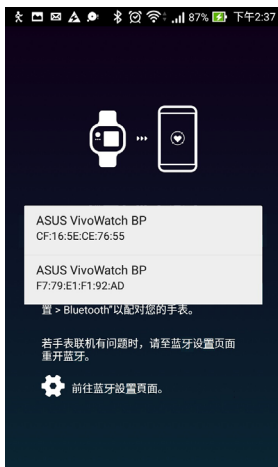 87% 下午2:37
ASUS VivoWatch BP
CF:16:5E:CE:76:55
ASUS VivoWatch BP
F7:79:E1:F1:92:AD
置 > Bluetooth"以配对您的手表。
若手表联机有问题时，请至蓝牙设置页面
重开蓝牙。
前往蓝牙設置頁面。